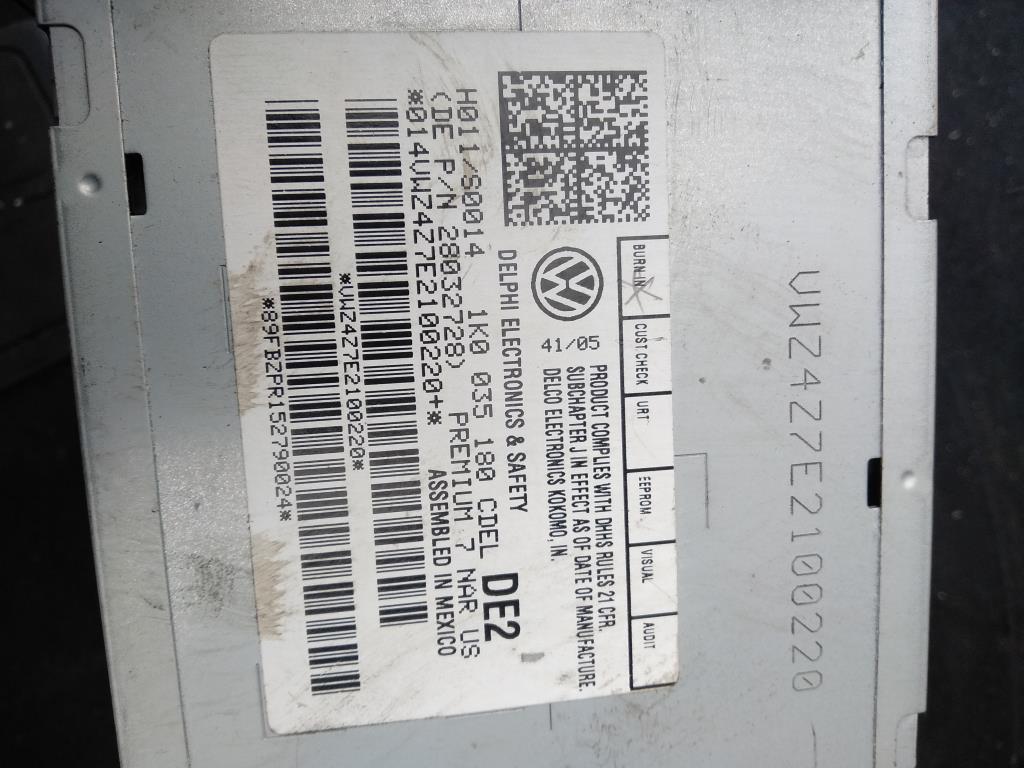 VWZ4Z7E2100220
BURN IN CUST.CHECK URT EEPROM VISUAL AUDIT
PRODUCT COMPLIES WITH DHHS RULES 21 CFR.
SUBCHAPTER J IN EFFECT AS OF DATE OF MANUFACTURE.
DELCO ELECTRONICS KOKOMO, IN.
41/05
DELPHI ELECTRONICS & SAFETY
DE2
H011/S0014 1K0 035 180 CIDEL
(DE P/N 28032728) PREMIUM 7 NAR US
*014VWZ4Z7E2100220+*
ASSEMBLED IN MEXICO
*VWZ4Z7E2100220*
*89FBZPR152790024*